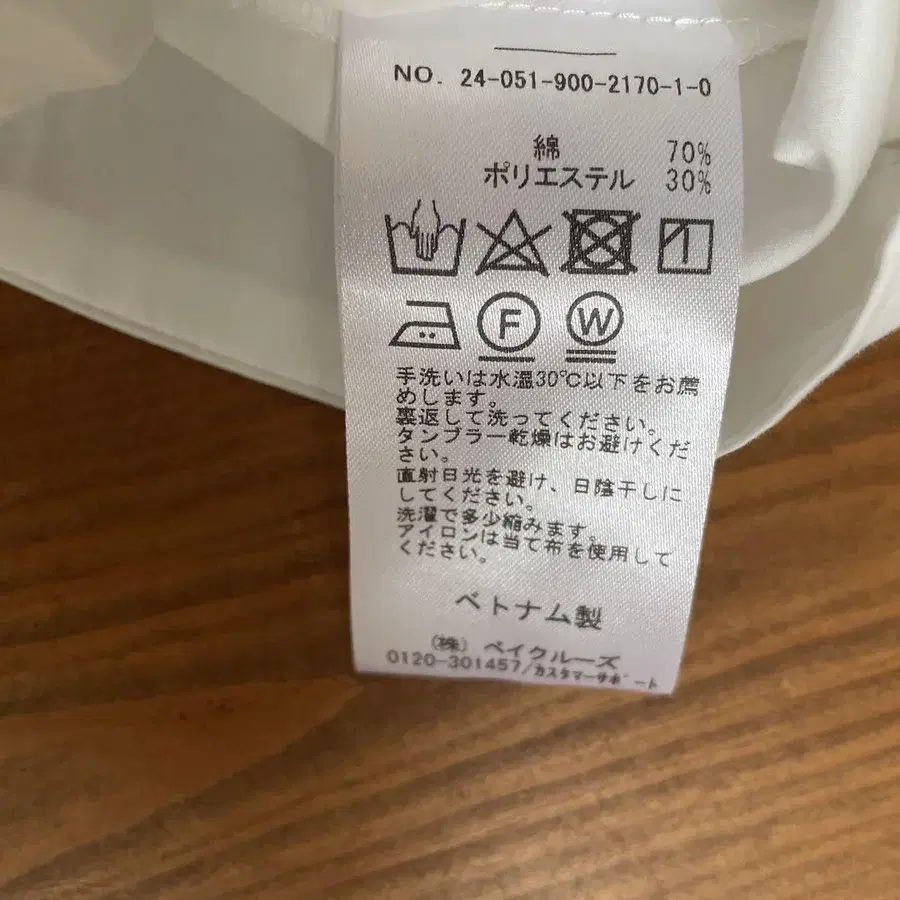 NO. 24-051-900-2170-1-0
綿 70%
ポリエステル 30%
F W
手洗いは水温30℃以下をお薦
めします。
裏返して洗ってください。
タンブラー乾燥はお避けくだ
さい。
直射日光を避け、日陰干しに
してください。
洗濯で多少縮みます。
アイロンは当て布を使用して
ください。
ベトナム製
(株) ベイクルーズ
0120-301457/カスタマーサポート